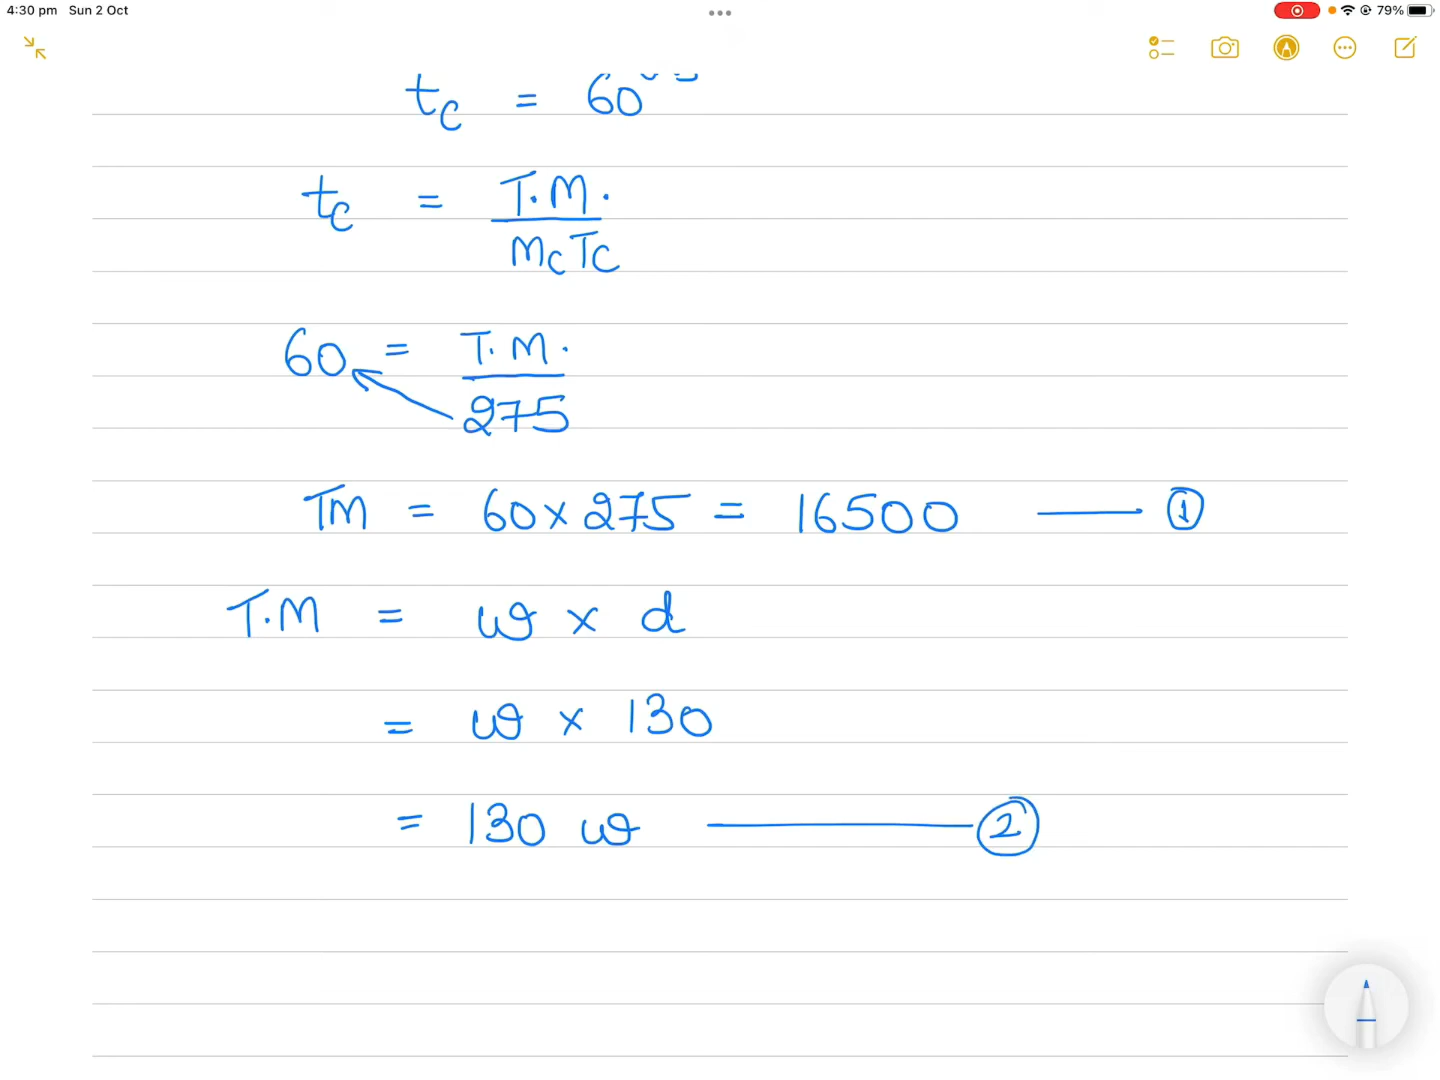 4:30 pm Sun 2 Oct
79%
tc = 60
tc = T.M. / MCTC
60 = T.M. / 275
TM = 60 x 275 = 16500 —— ①
T.M = w x d
= w x 130
= 130 w —— ②